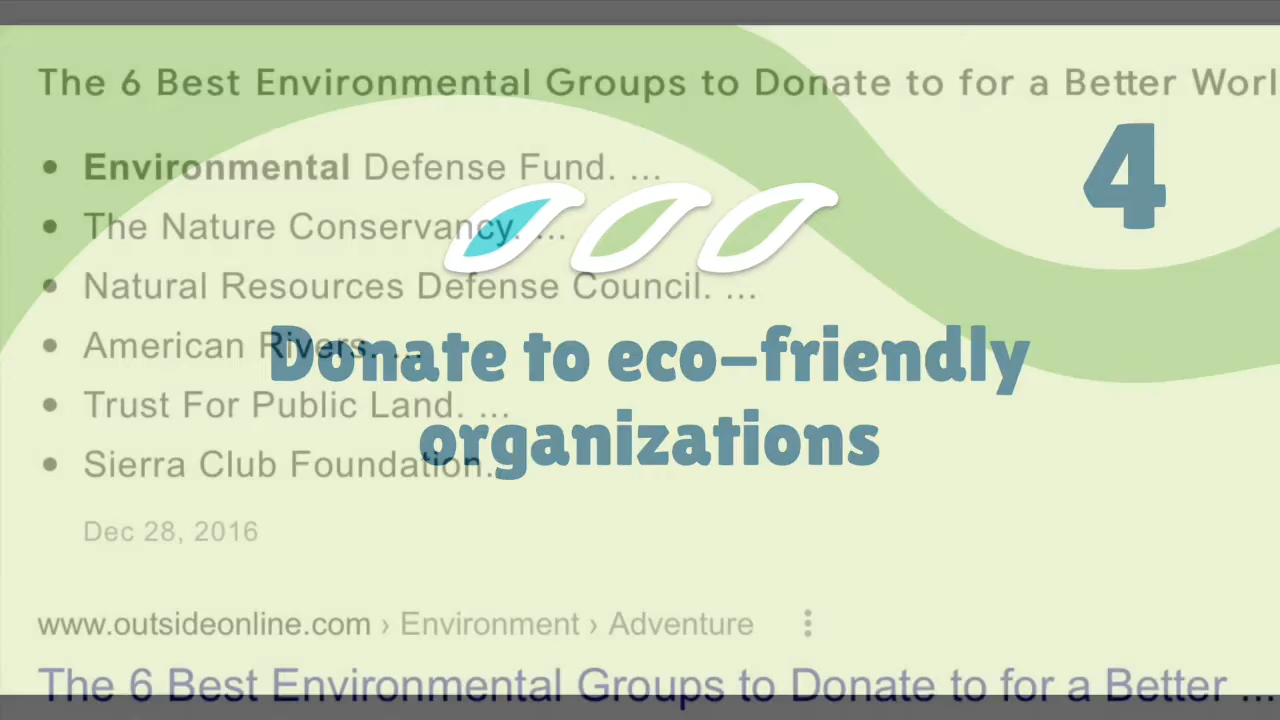 The 6 Best Environmental Groups to Donate to for a Better Worl
4
• Environmental Defense Fund. ...
• The Nature Conservancy. ...
• Natural Resources Defense Council. ...
• American Rivers. ...
• Trust For Public Land. ...
• Sierra Club Foundation...
Donate to eco-friendly
organizations
Dec 28, 2016
www.outsideonline.com › Environment › Adventure
The 6 Best Environmental Groups to Donate to for a Better ...